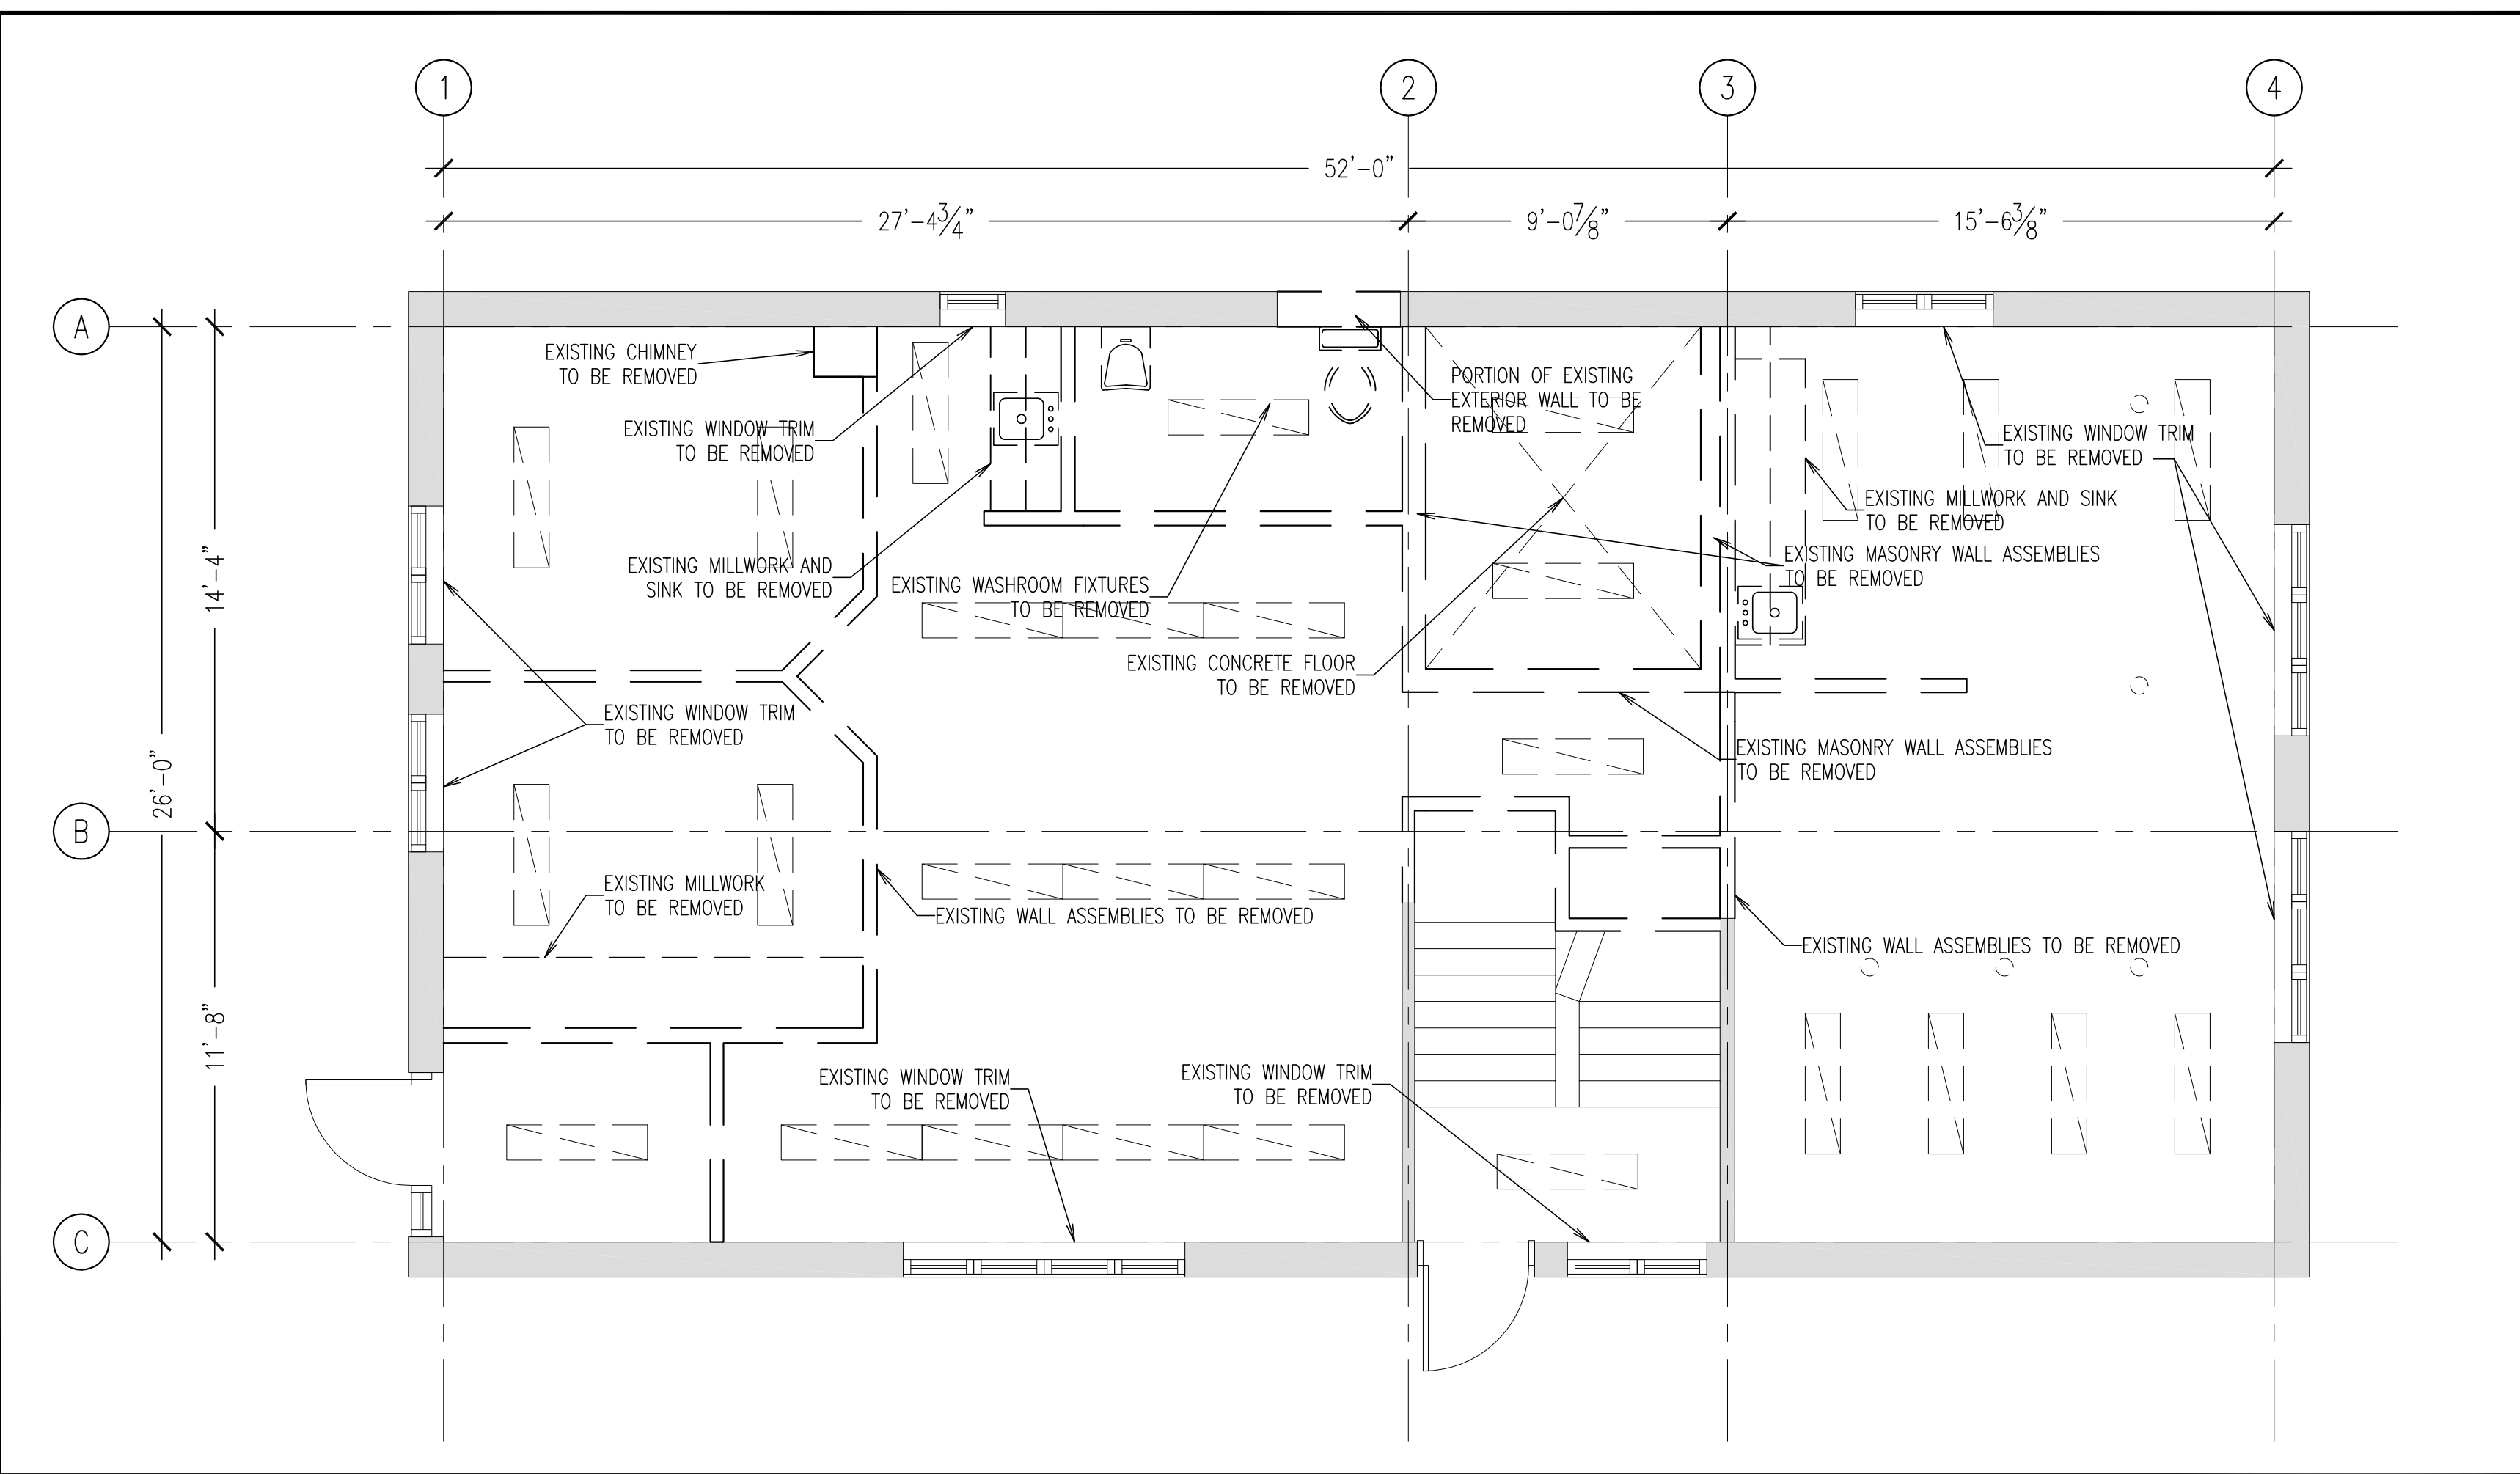 1
2
3
4
52'-0"
27'-4 3/4"
9'-0 7/8"
15'-6 3/8"
A
B
C
26'-0"
14'-4"
11'-8"
EXISTING CHIMNEY
TO BE REMOVED
EXISTING WINDOW TRIM
TO BE REMOVED
PORTION OF EXISTING
EXTERIOR WALL TO BE
REMOVED
EXISTING WINDOW TRIM
TO BE REMOVED
EXISTING MILLWORK AND SINK
TO BE REMOVED
EXISTING MILLWORK AND
SINK TO BE REMOVED
EXISTING WASHROOM FIXTURES
TO BE REMOVED
EXISTING MASONRY WALL ASSEMBLIES
TO BE REMOVED
EXISTING CONCRETE FLOOR
TO BE REMOVED
EXISTING WINDOW TRIM
TO BE REMOVED
EXISTING MASONRY WALL ASSEMBLIES
TO BE REMOVED
EXISTING MILLWORK
TO BE REMOVED
EXISTING WALL ASSEMBLIES TO BE REMOVED
EXISTING WALL ASSEMBLIES TO BE REMOVED
EXISTING WINDOW TRIM
TO BE REMOVED
EXISTING WINDOW TRIM
TO BE REMOVED